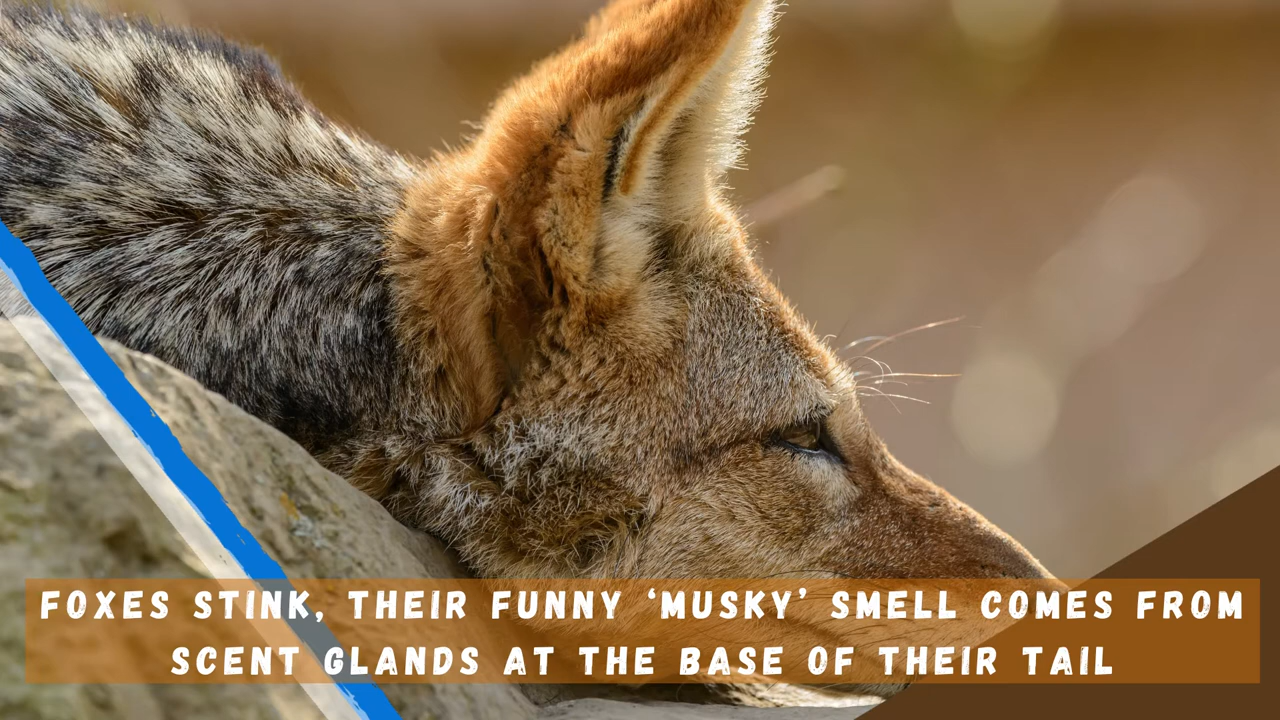 FOXES STINK, THEIR FUNNY ‘MUSKY’ SMELL COMES FROM
SCENT GLANDS AT THE BASE OF THEIR TAIL